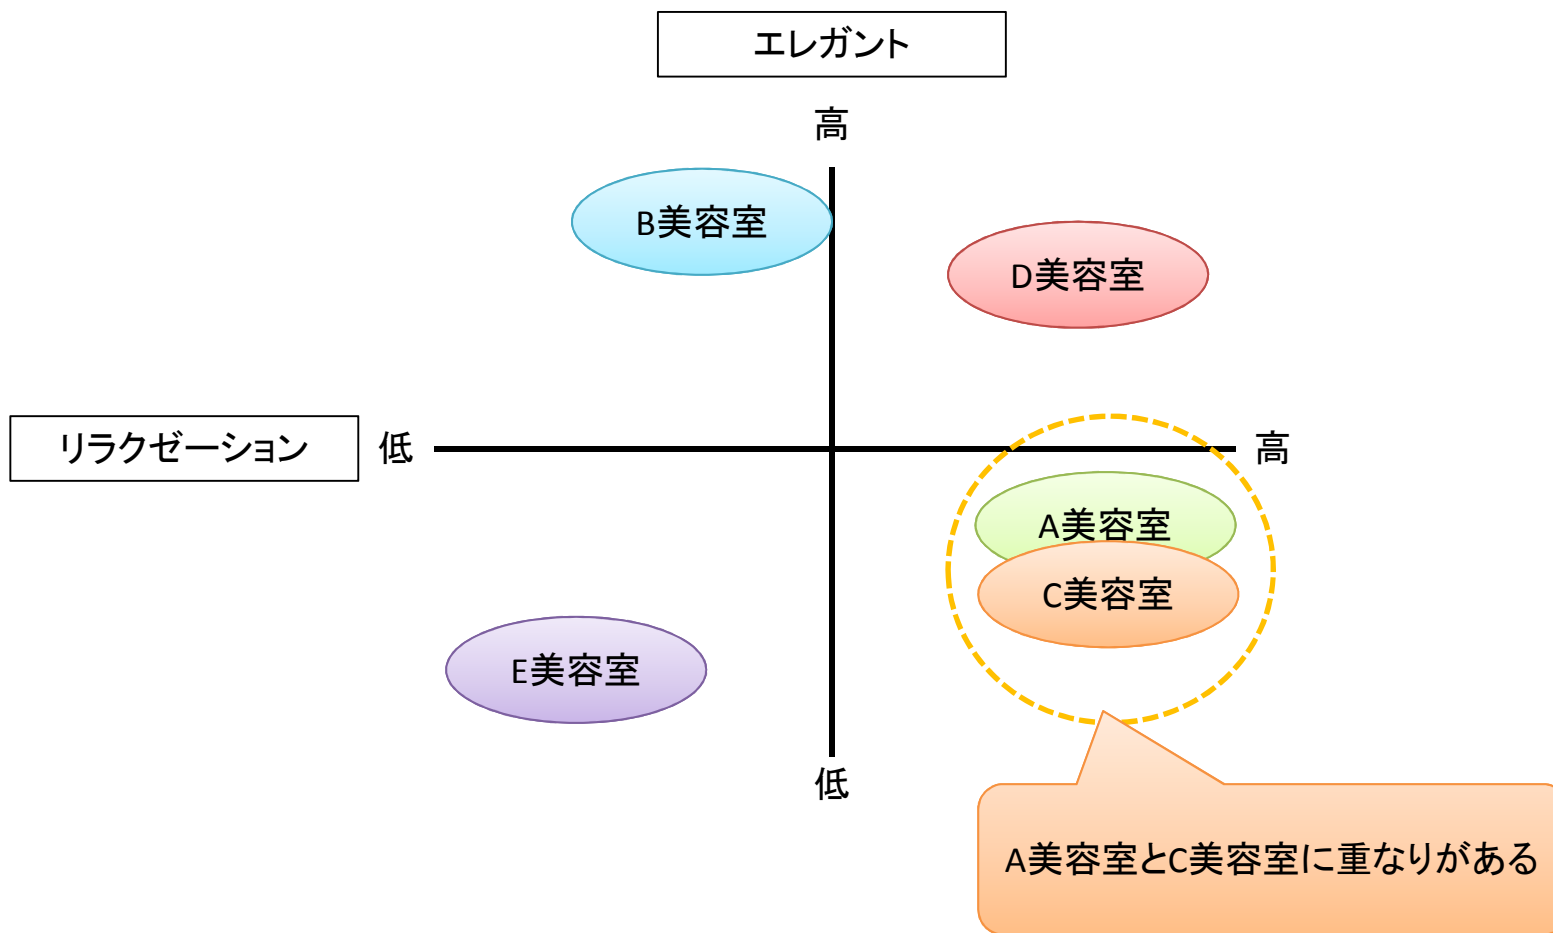 エレガント
高
B美容室
D美容室
リラクゼーション
低
高
A美容室
C美容室
E美容室
低
A美容室とC美容室に重なりがある